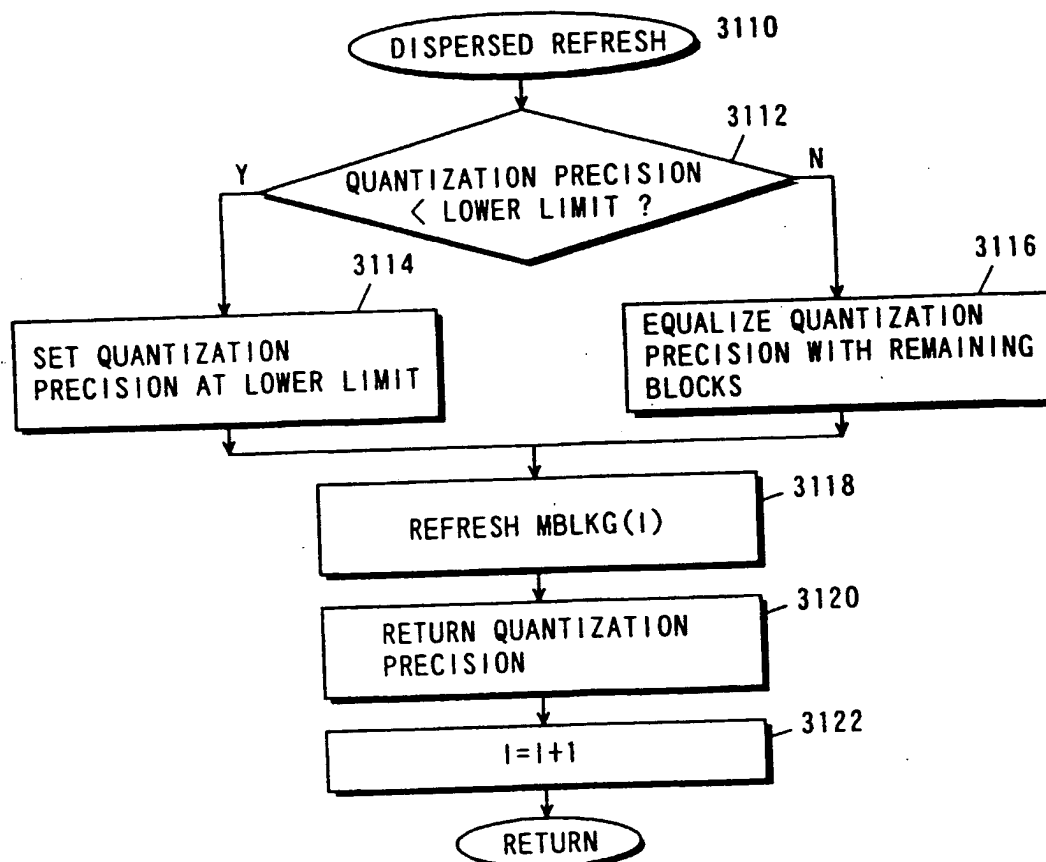 DISPERSED REFRESH
3110
3112
Y
N
QUANTIZATION PRECISION
< LOWER LIMIT ?
3114
3116
SET QUANTIZATION
PRECISION AT LOWER LIMIT
EQUALIZE QUANTIZATION
PRECISION WITH REMAINING
BLOCKS
3118
REFRESH MBLKG(I)
3120
RETURN QUANTIZATION
PRECISION
3122
I=I+1
RETURN